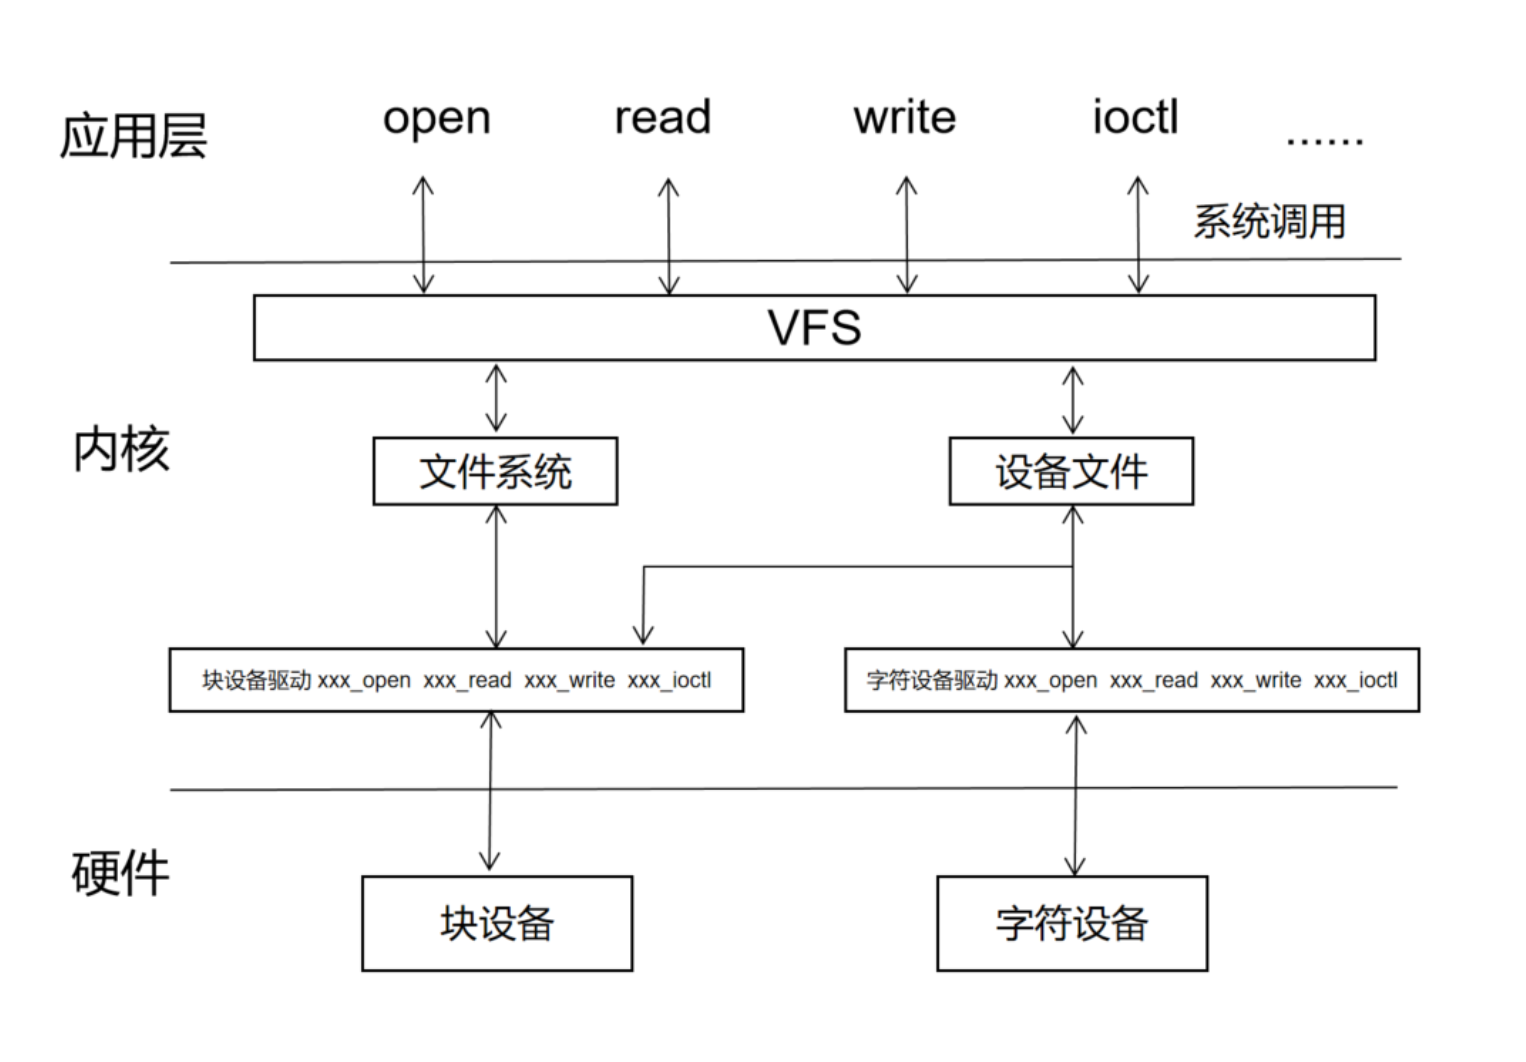 应用层 open read write ioctl ......
系统调用
VFS
内核
文件系统 设备文件
块设备驱动 xxx_open xxx_read xxx_write xxx_ioctl
字符设备驱动 xxx_open xxx_read xxx_write xxx_ioctl
硬件
块设备 字符设备